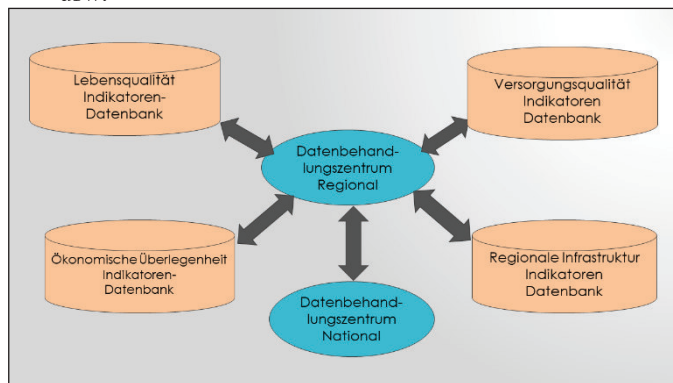 Lebensqualität
Indikatoren-
Datenbank
Versorgungsqualität
Indikatoren
Datenbank
Datenbehand-
lungszentrum
Regional
Ökonomische Überlegenheit
Indikatoren-
Datenbank
Regionale Infrastruktur
Indikatoren
Datenbank
Datenbehand-
lungszentrum
National